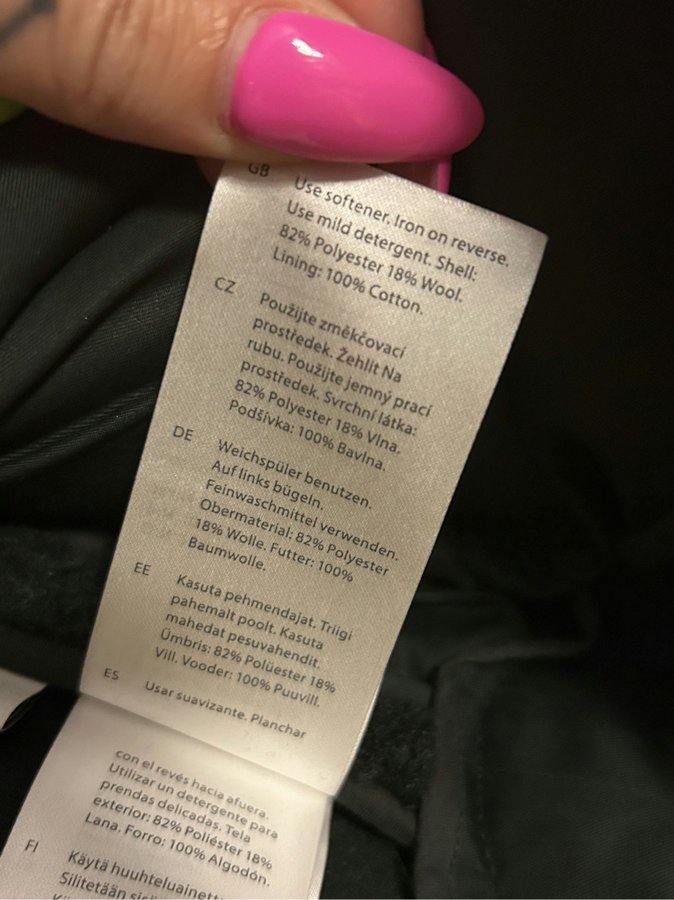 GB Use softener. Iron on reverse.
Use mild detergent. Shell:
82% Polyester 18% Wool.
Lining: 100% Cotton.
CZ Použijte změkčovací
prostředek. Žehlit Na
rubu. Použijte jemný prací
prostředek. Svrchní látka:
82% Polyester 18% Vlna.
Podšívka: 100% Bavlna.
DE Weichspüler benutzen.
Auf links bügeln.
Feinwaschmittel verwenden.
Obermaterial: 82% Polyester
18% Wolle. Futter: 100%
Baumwolle.
EE Kasuta pehmendajat. Triigi
pahemalt poolt. Kasuta
mahedat pesuvahendit.
Ümbris: 82% Polüester 18%
Vill. Vooder: 100% Puuvill.
ES Usar suavizante. Planchar
con el revés hacia afuera.
Utilizar un detergente para
prendas delicadas. Tela
exterior: 82% Poliéster 18%
Lana. Forro: 100% Algodón.
FI Käytä huuhteluainett
Silitetään